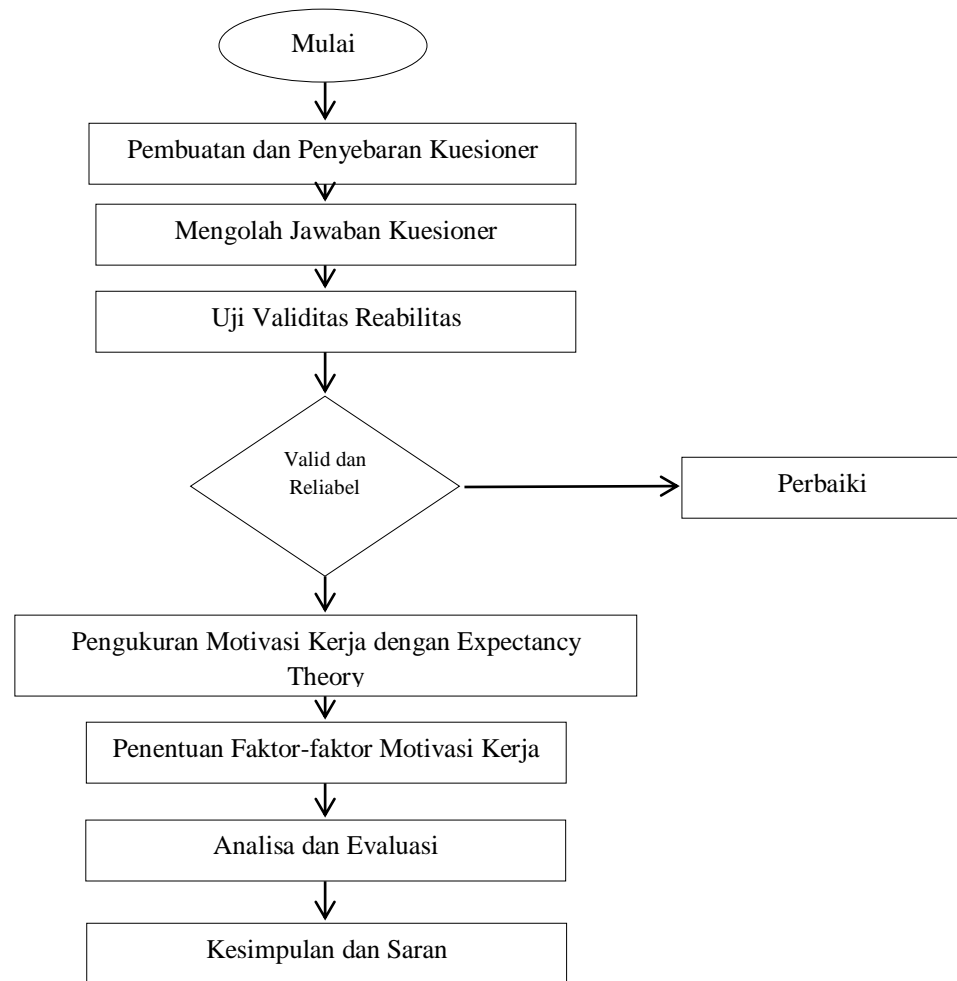 Mulai
Pembuatan dan Penyebaran Kuesioner
Mengolah Jawaban Kuesioner
Uji Validitas Reabilitas
Valid dan
Reliabel
Perbaiki
Pengukuran Motivasi Kerja dengan Expectancy
Theory
Penentuan Faktor-faktor Motivasi Kerja
Analisa dan Evaluasi
Kesimpulan dan Saran